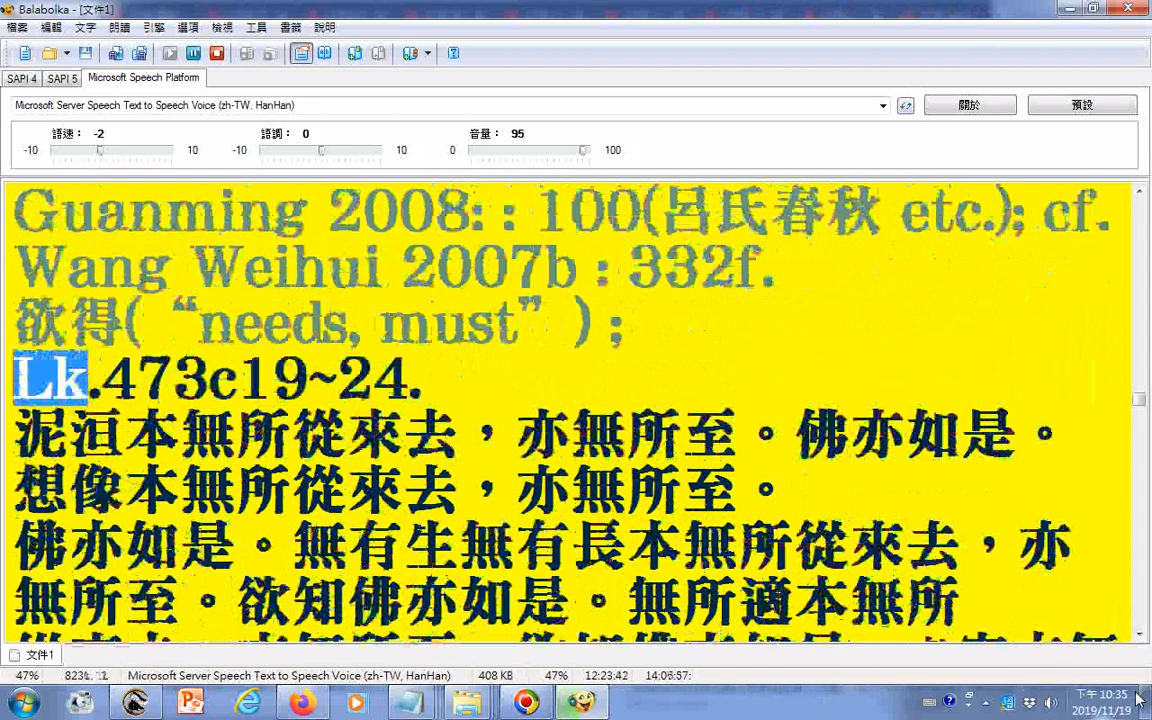 Balabolka - [文件1]
檔案 編輯 文字 朗讀 引擎 選項 檢視 工具 書籤 說明
SAPI 4 SAPI 5 Microsoft Speech Platform
Microsoft Server Speech Text to Speech Voice (zh-TW, HanHan) 關於 預設
語速： -2 語調： 0 音量： 95
-10 10 -10 10 0 100
Guanming 2008: : 100(呂氏春秋 etc.); cf.
Wang Weihui 2007b : 332f.
欲得( “needs, must” ) ;
Lk.473c19~24.
泥洹本無所從來去，亦無所至。佛亦如是。
想像本無所從來去，亦無所至。
佛亦如是。無有生無有長本無所從來去，亦
無所至。欲知佛亦如是。無所適本無所
文件1
47% Microsoft Server Speech Text to Speech Voice (zh-TW, HanHan) 408 KB 47% 12:23:42 14:06:57:
下午 10:35
2019/11/19